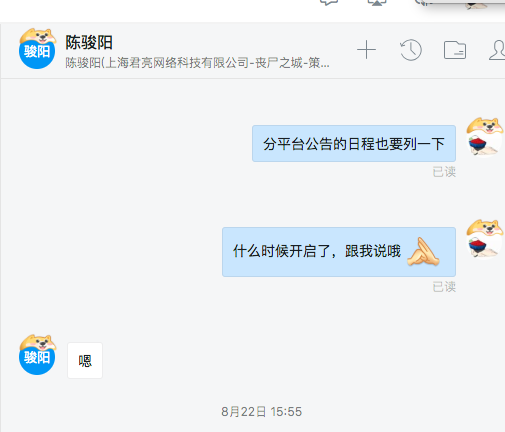 陈骏阳
骏阳
陈骏阳(上海君亮网络科技有限公司-丧尸之城-策...
分平台公告的日程也要列一下
已读
什么时候开启了，跟我说哦
已读
骏阳
嗯
8月22日 15:55